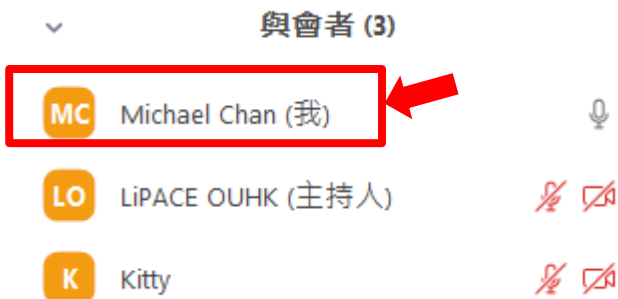 與會者 (3)
MC Michael Chan (我)
LO LiPACE OUHK (主持人)
K Kitty